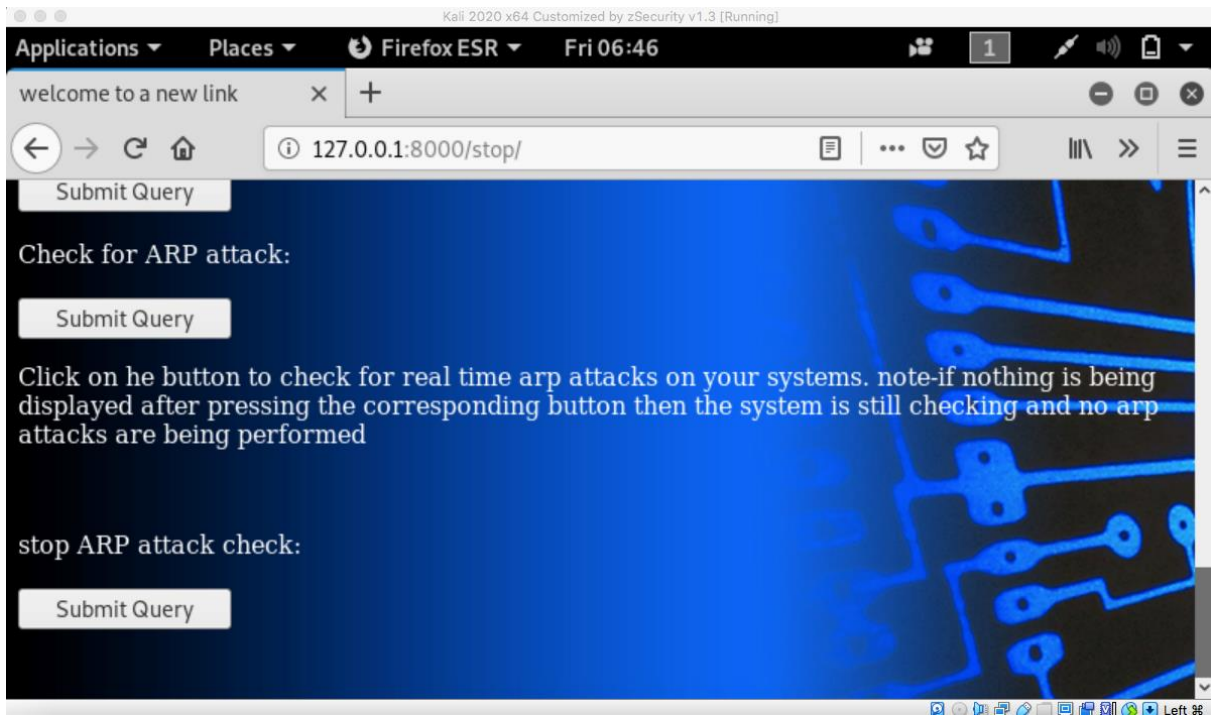 Kali 2020 x64 Customized by zSecurity v1.3 [Running]
Applications Places Firefox ESR Fri 06:46 1
welcome to a new link
127.0.0.1:8000/stop/
Submit Query
Check for ARP attack:
Submit Query
Click on he button to check for real time arp attacks on your systems. note-if nothing is being
displayed after pressing the corresponding button then the system is still checking and no arp
attacks are being performed
stop ARP attack check:
Submit Query
Left ⌘